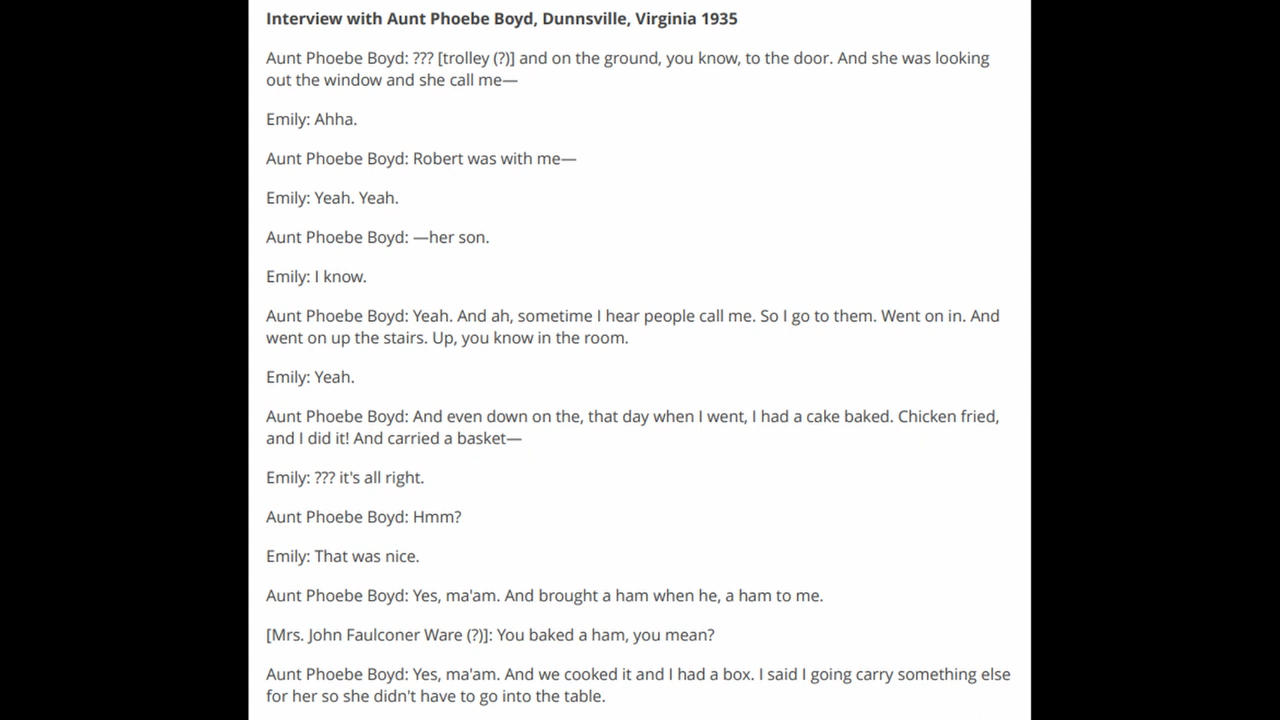 Interview with Aunt Phoebe Boyd, Dunnsville, Virginia 1935
Aunt Phoebe Boyd: ??? [trolley (?)] and on the ground, you know, to the door. And she was looking
out the window and she call me—
Emily: Ahha.
Aunt Phoebe Boyd: Robert was with me—
Emily: Yeah. Yeah.
Aunt Phoebe Boyd: —her son.
Emily: I know.
Aunt Phoebe Boyd: Yeah. And ah, sometime I hear people call me. So I go to them. Went on in. And
went on up the stairs. Up, you know in the room.
Emily: Yeah.
Aunt Phoebe Boyd: And even down on the, that day when I went, I had a cake baked. Chicken fried,
and I did it! And carried a basket—
Emily: ??? it's all right.
Aunt Phoebe Boyd: Hmm?
Emily: That was nice.
Aunt Phoebe Boyd: Yes, ma'am. And brought a ham when he, a ham to me.
[Mrs. John Faulconer Ware (?)]: You baked a ham, you mean?
Aunt Phoebe Boyd: Yes, ma'am. And we cooked it and I had a box. I said I going carry something else
for her so she didn't have to go into the table.